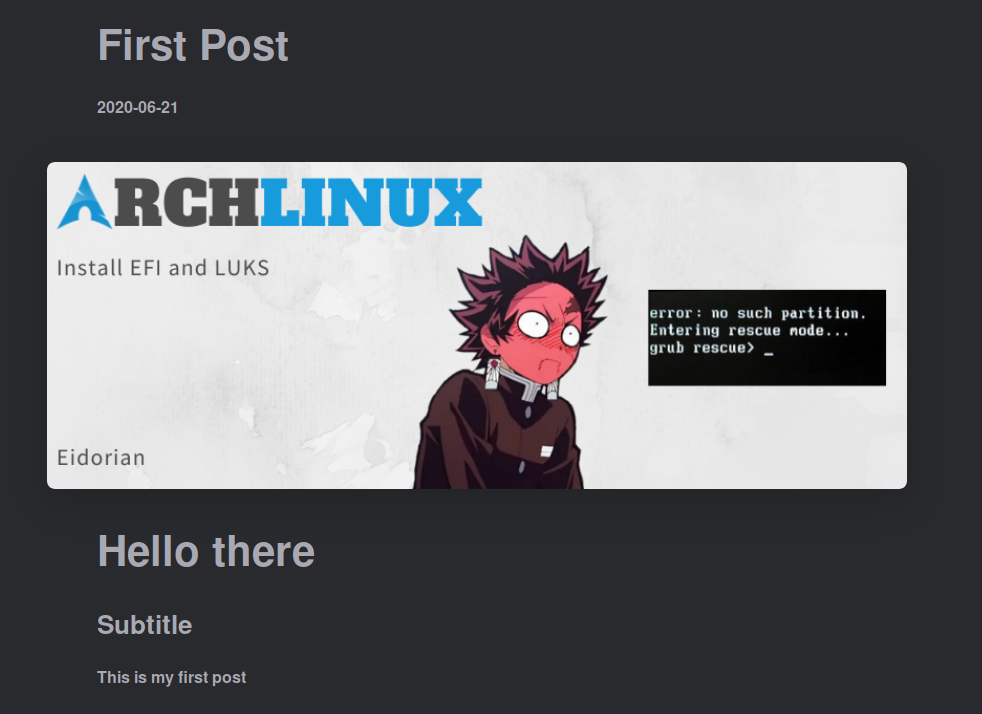 First Post
2020-06-21
ARCHLINUX
Install EFI and LUKS
error: no such partition.
Entering rescue mode...
grub rescue> _
Eidorian
Hello there
Subtitle
This is my first post